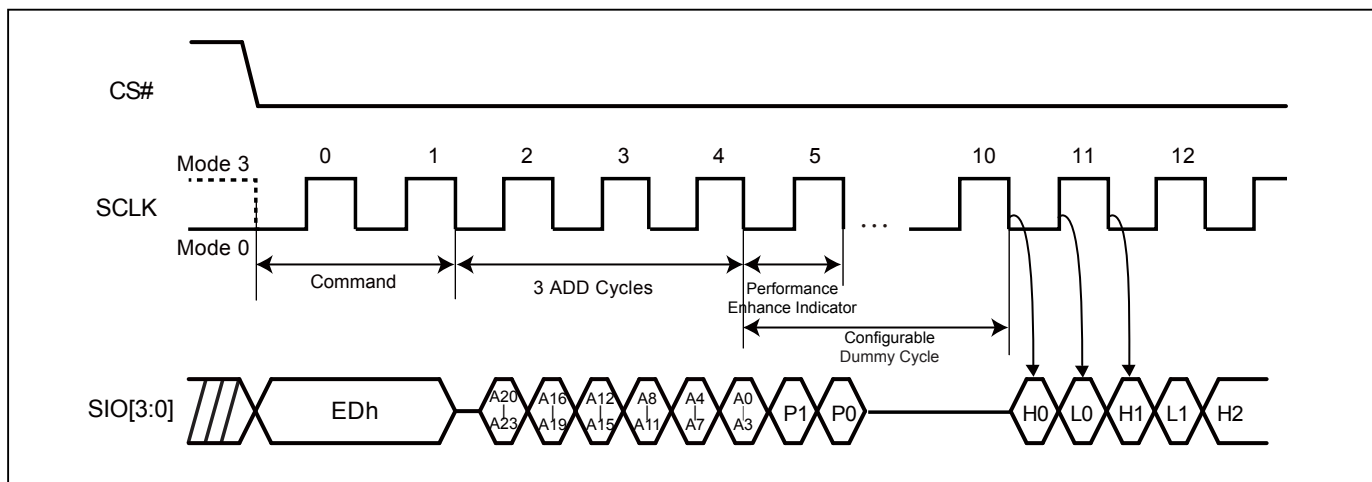 CS#
Mode 3
0 1 2 3 4 5 10 11 12
SCLK
...
Mode 0
Command
3 ADD Cycles
Performance
Enhance Indicator
Configurable
Dummy Cycle
SIO[3:0]
EDh
A20
A23
A16
A19
A12
A15
A8
A11
A4
A7
A0
A3
P1
P0
H0
L0
H1
L1
H2